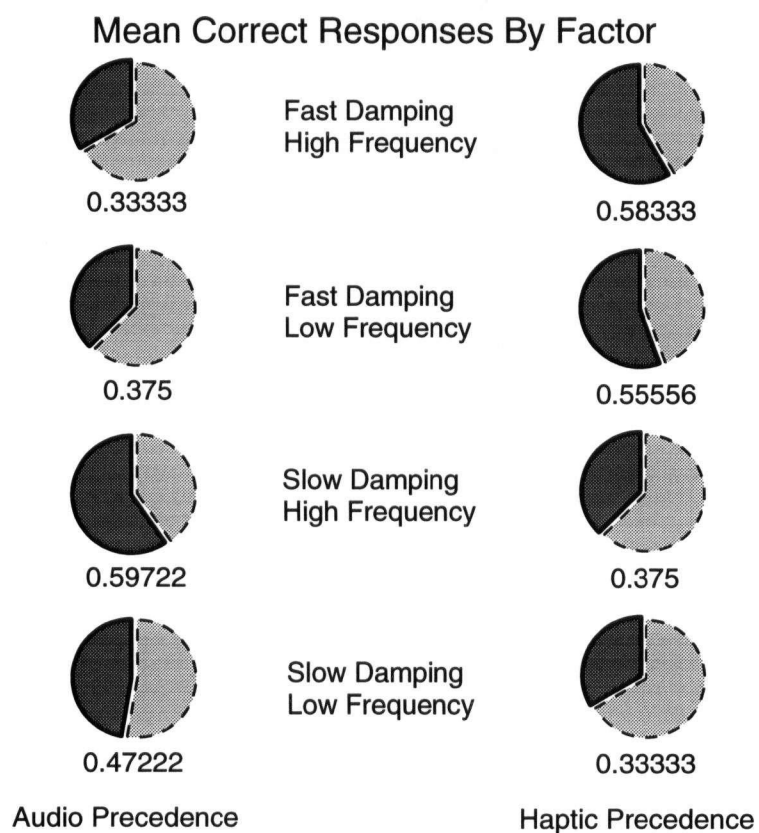 Mean Correct Responses By Factor
Fast Damping
High Frequency
0.33333
0.58333
Fast Damping
Low Frequency
0.375
0.55556
Slow Damping
High Frequency
0.59722
0.375
Slow Damping
Low Frequency
0.47222
0.33333
Audio Precedence
Haptic Precedence